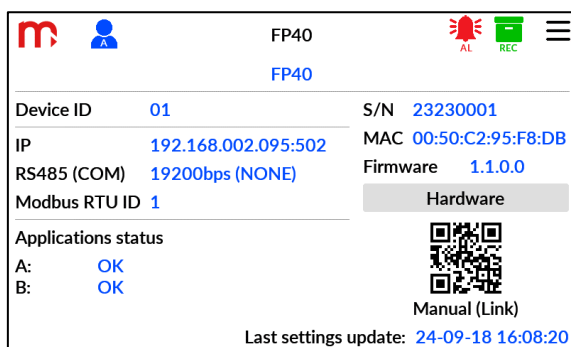 m
A
FP40
AL
REC
FP40
Device ID 01
S/N 23230001
IP 192.168.002.095:502
MAC 00:50:C2:95:F8:DB
RS485 (COM) 19200bps (NONE)
Firmware 1.1.0.0
Modbus RTU ID 1
Hardware
Applications status
A: OK
B: OK
Manual (Link)
Last settings update: 24-09-18 16:08:20